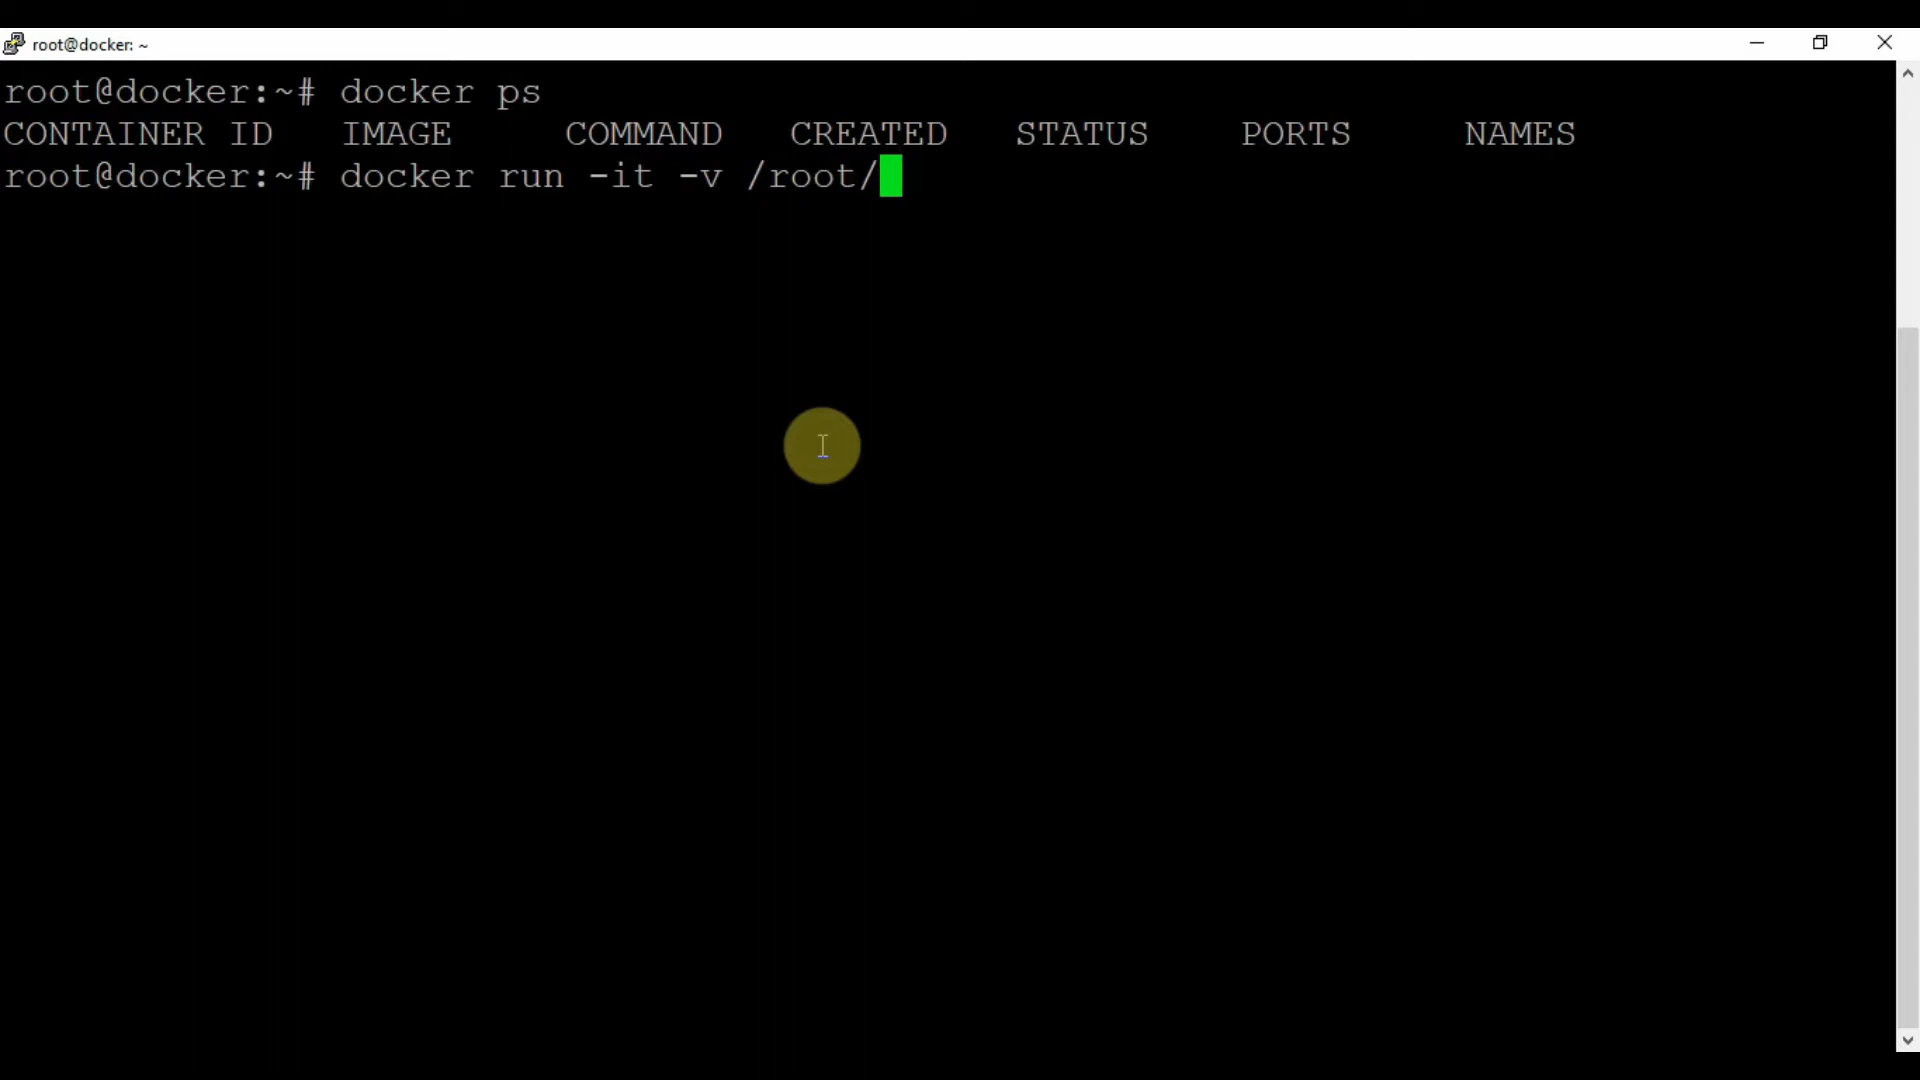 root@docker: ~
root@docker:~# docker ps
CONTAINER ID   IMAGE     COMMAND   CREATED   STATUS    PORTS     NAMES
root@docker:~# docker run -it -v /root/